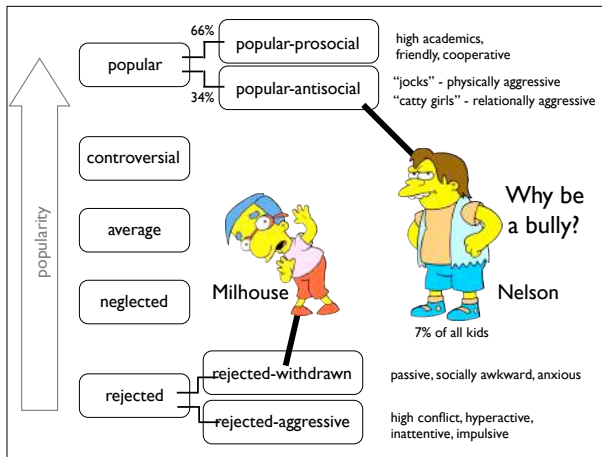 66%
popular-prosocial
high academics,
friendly, cooperative
popular
34%
popular-antisocial
“jocks” - physically aggressive
“catty girls” - relationally aggressive
controversial
Why be
a bully?
average
popularity
neglected
Milhouse
Nelson
7% of all kids
rejected-withdrawn
passive, socially awkward, anxious
rejected
rejected-aggressive
high conflict, hyperactive,
inattentive, impulsive